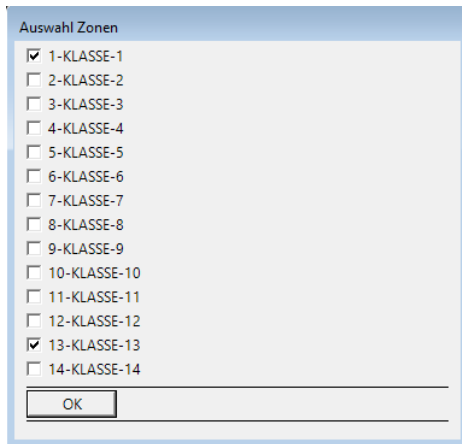 Auswahl Zonen
1-KLASSE-1
2-KLASSE-2
3-KLASSE-3
4-KLASSE-4
5-KLASSE-5
6-KLASSE-6
7-KLASSE-7
8-KLASSE-8
9-KLASSE-9
10-KLASSE-10
11-KLASSE-11
12-KLASSE-12
13-KLASSE-13
14-KLASSE-14
OK